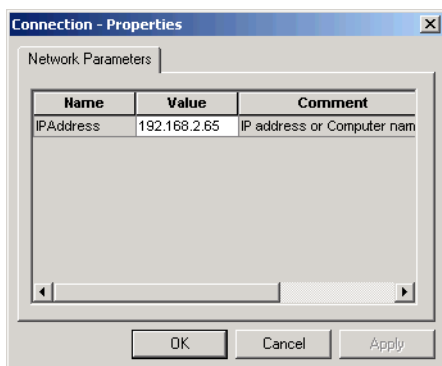 Connection - Properties
Network Parameters
Name Value Comment
IPAddress 192.168.2.65 IP address or Computer nam
OK Cancel Apply